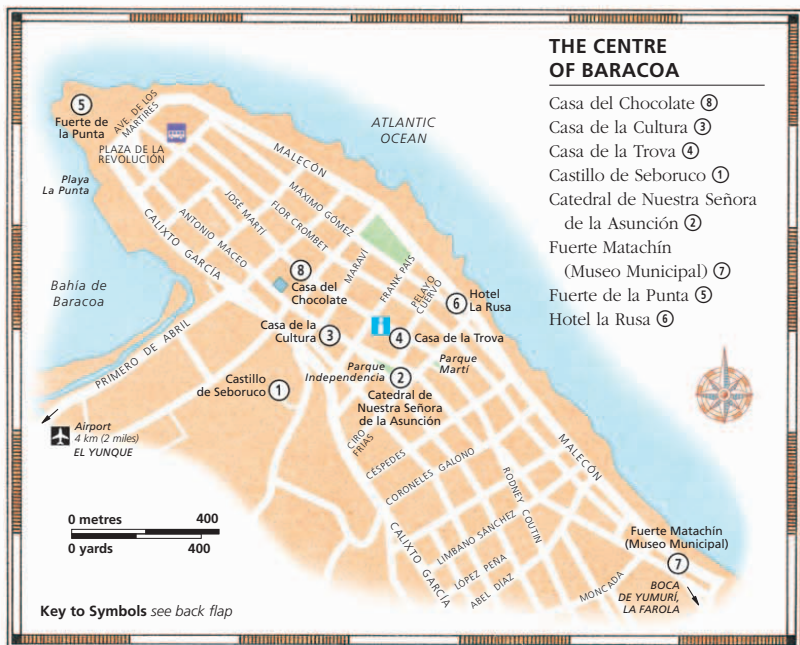 THE CENTRE
OF BARACOA
Casa del Chocolate ⑧
Casa de la Cultura ③
Casa de la Trova ④
Castillo de Seboruco ①
Catedral de Nuestra Señora
de la Asunción ②
Fuerte Matachín
(Museo Municipal) ⑦
Fuerte de la Punta ⑤
Hotel la Rusa ⑥
⑤
Fuerte de
la Punta
AVE. DE LOS
MARTIRES
PLAZA DE LA
REVOLUCIÓN
Playa
La Punta
ATLANTIC
OCEAN
MALECÓN
MÁXIMO GÓMEZ
FLOR CROMBET
JOSÉ MARTÍ
ANTONIO MACEO
CALIXTO GARCÍA
MARAVÍ
FRANK PAIS
PELAYO
CUERVO
⑧
Casa del
Chocolate
⑥
Hotel
La Rusa
Bahía de
Baracoa
Casa de la
Cultura
③
i
④
Casa de la Trova
PRIMERO DE ABRIL
Parque
Independencia
Parque
Martí
②
Catedral de
Nuestra Señora
de la Asunción
Castillo
de Seboruco
①
Airport
4 km (2 miles)
EL YUNQUE
CIRO
FRIAS
CÉSPEDES
CORONELES GALONO
RODNEY COUTIN
MALECÓN
CALIXTO GARCÍA
LIMBANO SÁNCHEZ
LÓPEZ PEÑA
ABEL DÍAZ
MONCADA
Fuerte Matachín
(Museo Municipal)
⑦
BOCA
DE YUMURÍ,
LA FAROLA
0 metres 400
0 yards 400
Key to Symbols see back flap